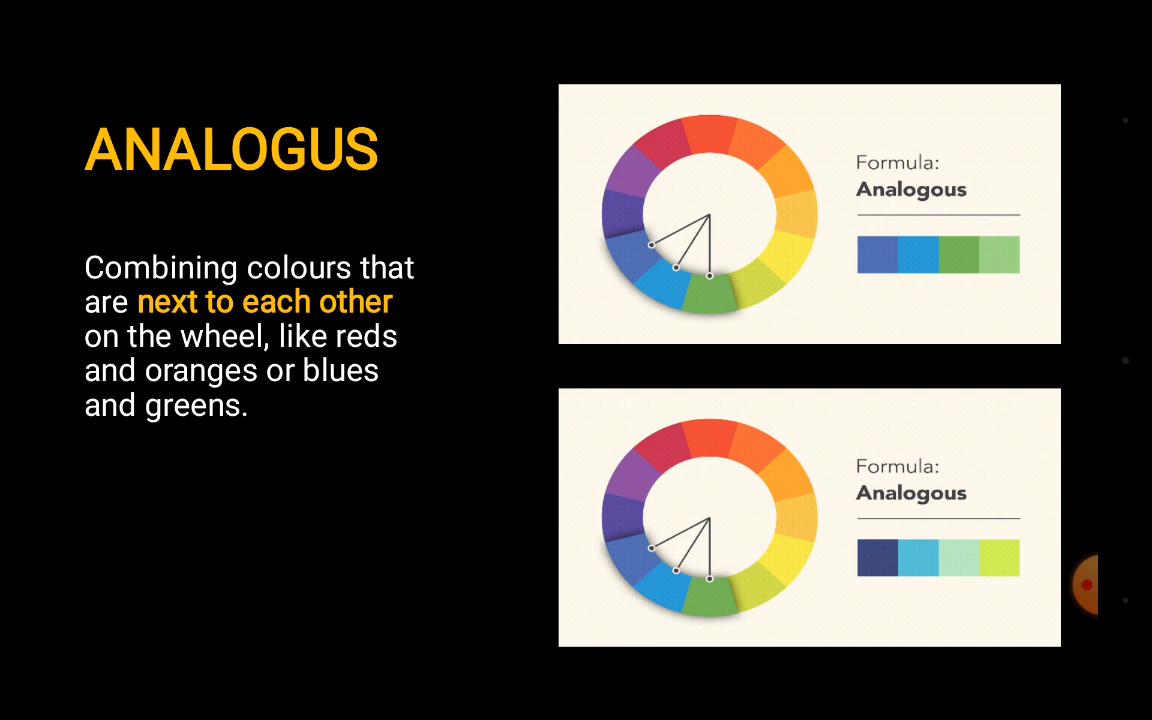 ANALOGUS
Combining colours that
are next to each other
on the wheel, like reds
and oranges or blues
and greens.
Formula:
Analogous
Formula:
Analogous